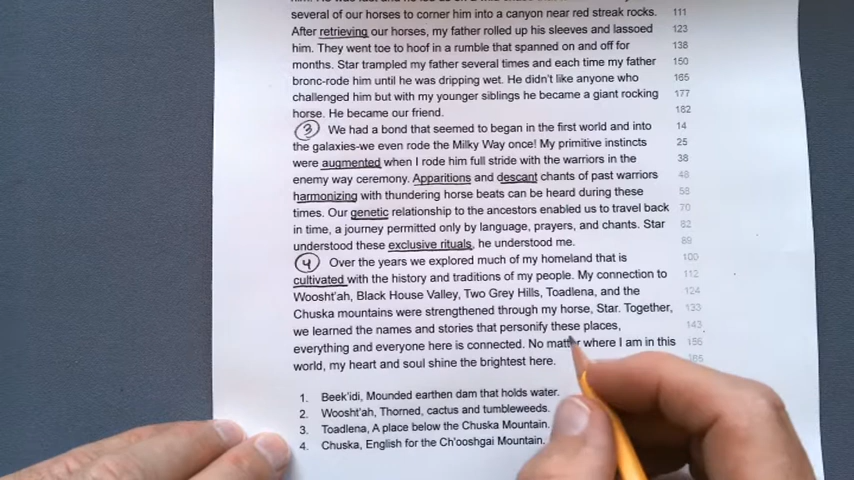 several of our horses to corner him into a canyon near red streak rocks. 111
After retrieving our horses, my father rolled up his sleeves and lassoed 123
him. They went toe to hoof in a rumble that spanned on and off for 138
months. Star trampled my father several times and each time my father 150
bronc-rode him until he was dripping wet. He didn't like anyone who 165
challenged him but with my younger siblings he became a giant rocking 177
horse. He became our friend. 182
3 We had a bond that seemed to began in the first world and into 14
the galaxies-we even rode the Milky Way once! My primitive instincts 25
were augmented when I rode him full stride with the warriors in the 38
enemy way ceremony. Apparitions and descant chants of past warriors 48
harmonizing with thundering horse beats can be heard during these 58
times. Our genetic relationship to the ancestors enabled us to travel back 70
in time, a journey permitted only by language, prayers, and chants. Star 82
understood these exclusive rituals, he understood me. 89
4 Over the years we explored much of my homeland that is 100
cultivated with the history and traditions of my people. My connection to 112
Woosht'ah, Black House Valley, Two Grey Hills, Toadlena, and the 124
Chuska mountains were strengthened through my horse, Star. Together, 133
we learned the names and stories that personify these places, 143
everything and everyone here is connected. No matter where I am in this
world, my heart and soul shine the brightest here.
1. Beek'idi, Mounded earthen dam that holds water.
2. Woosht'ah, Thorned, cactus and tumbleweeds.
3. Toadlena, A place below the Chuska Mountain.
4. Chuska, English for the Ch'ooshgai Mountain.